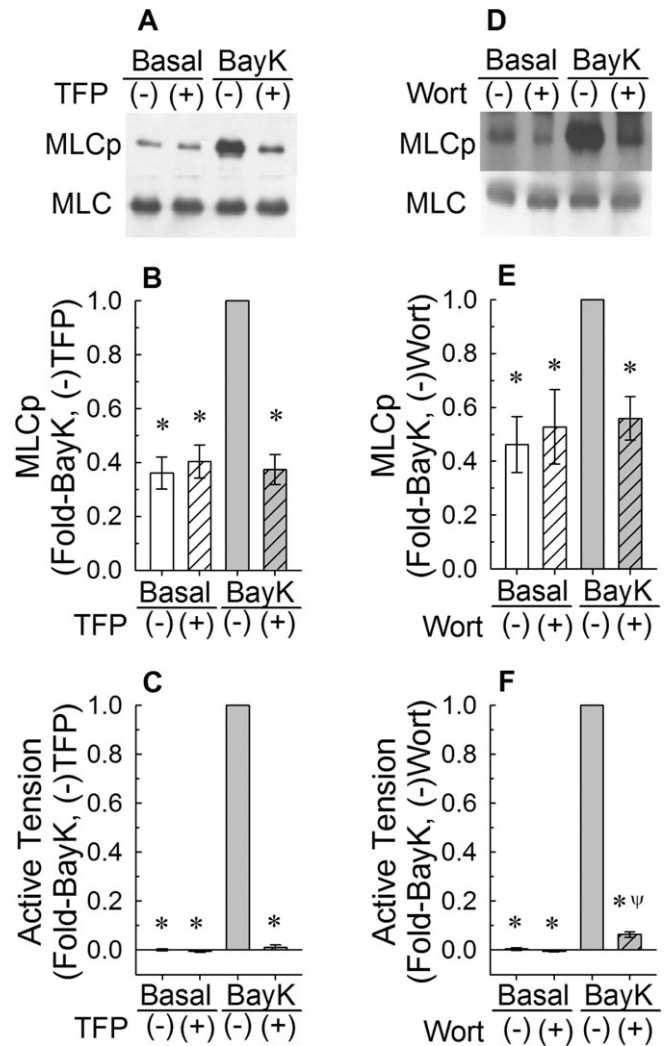 A
Basal BayK
TFP (-) (+) (-) (+)
MLCp
MLC
B
MLCp
(Fold-BayK, (-)TFP)
1.0
0.8
0.6
0.4
0.2
0.0
* * *
Basal BayK
TFP (-) (+) (-) (+)
C
Active Tension
(Fold-BayK, (-)TFP)
1.0
0.8
0.6
0.4
0.2
0.0
* * *
Basal BayK
TFP (-) (+) (-) (+)
D
Basal BayK
Wort (-) (+) (-) (+)
MLCp
MLC
E
MLCp
(Fold-BayK, (-)Wort)
1.0
0.8
0.6
0.4
0.2
0.0
* * *
Basal BayK
Wort (-) (+) (-) (+)
F
Active Tension
(Fold-BayK, (-)Wort)
1.0
0.8
0.6
0.4
0.2
0.0
* * * ψ
Basal BayK
Wort (-) (+) (-) (+)